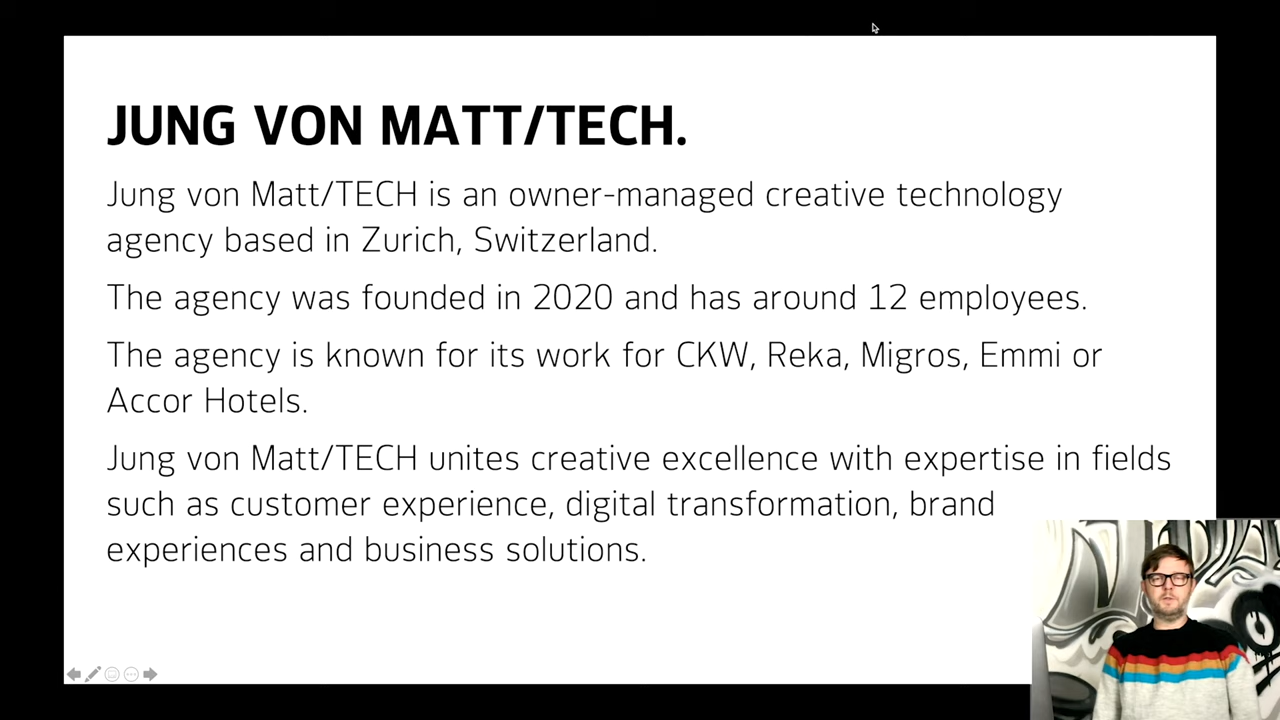 JUNG VON MATT/TECH.
Jung von Matt/TECH is an owner-managed creative technology
agency based in Zurich, Switzerland.
The agency was founded in 2020 and has around 12 employees.
The agency is known for its work for CKW, Reka, Migros, Emmi or
Accor Hotels.
Jung von Matt/TECH unites creative excellence with expertise in fields
such as customer experience, digital transformation, brand
experiences and business solutions.